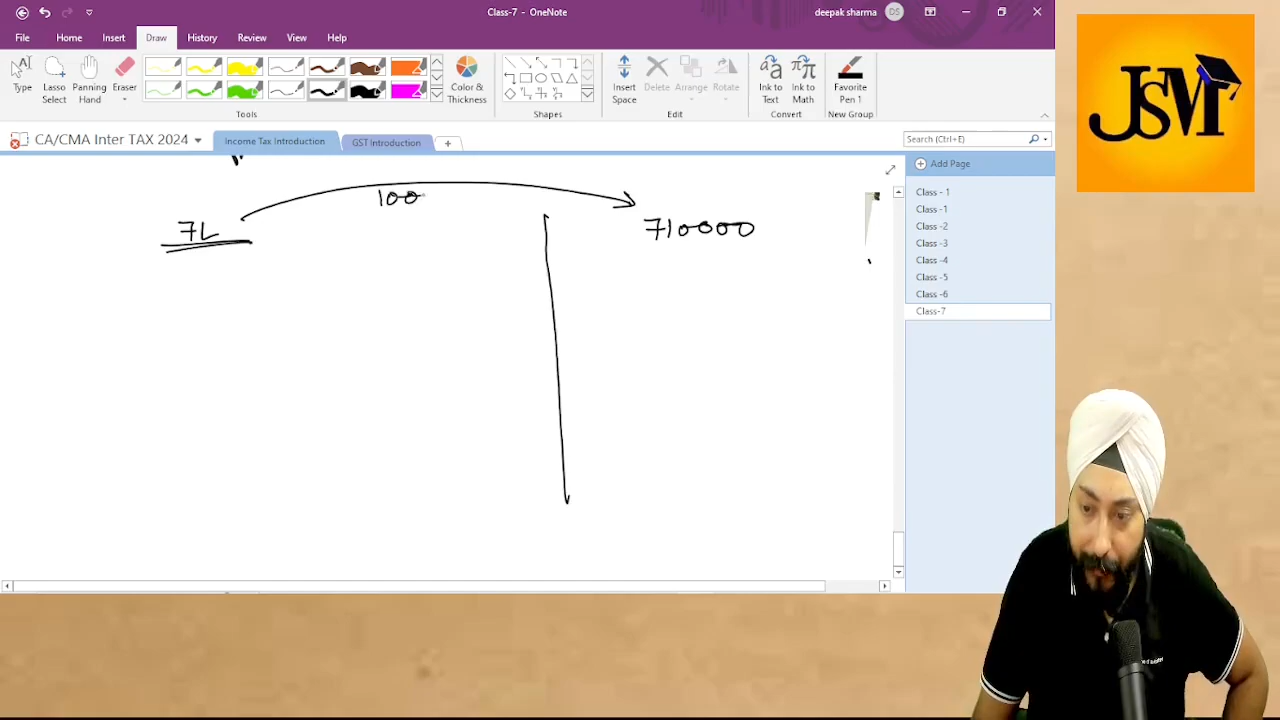 Class-7 - OneNote
deepak sharma DS
File Home Insert Draw History Review View Help
Type
Lasso Select
Panning Hand
Eraser
Color & Thickness
Insert Space
Delete
Arrange
Rotate
Ink to Text
Ink to Math
Favorite Pen 1
Tools
Shapes
Edit
Convert
New Group
CA/CMA Inter TAX 2024
Income Tax Introduction
GST Introduction
Search (Ctrl+E)
Add Page
Class - 1
Class -1
Class -2
Class -3
Class -4
Class -5
Class -6
Class-7
100
7L
710000
JSM